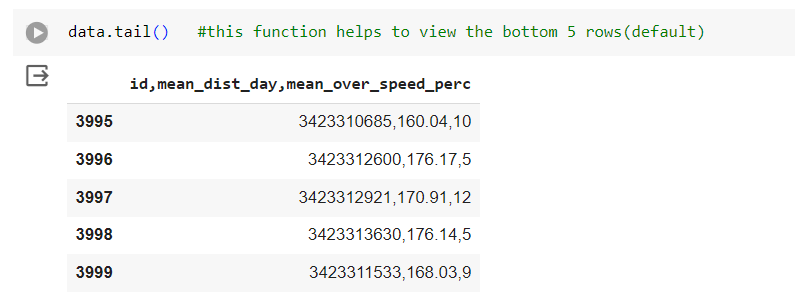 data.tail()   #this function helps to view the bottom 5 rows(default)
id,mean_dist_day,mean_over_speed_perc
3995 3423310685,160.04,10
3996 3423312600,176.17,5
3997 3423312921,170.91,12
3998 3423313630,176.14,5
3999 3423311533,168.03,9